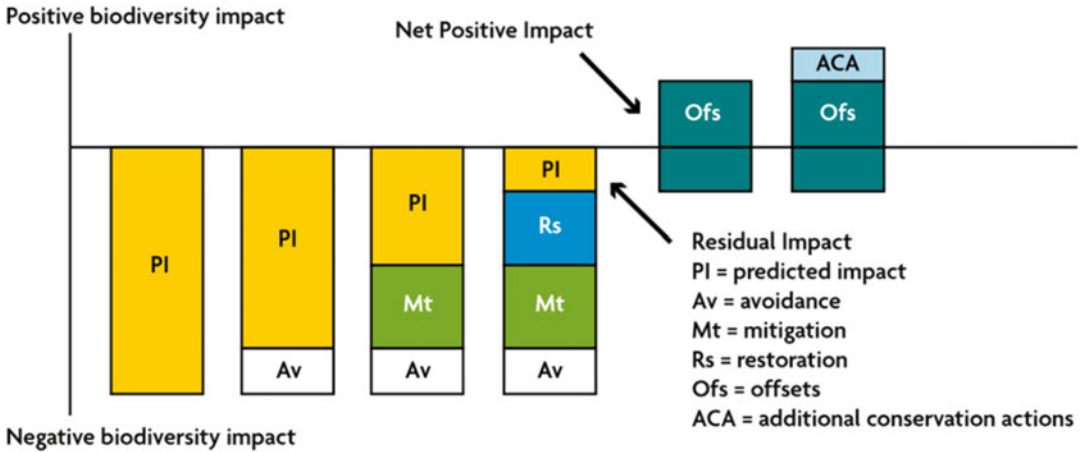 Positive biodiversity impact
Net Positive Impact
ACA
Ofs
Ofs
PI
PI
PI
PI
Rs
Mt
Mt
Av
Av
Av
Residual Impact
PI = predicted impact
Av = avoidance
Mt = mitigation
Rs = restoration
Ofs = offsets
ACA = additional conservation actions
Negative biodiversity impact